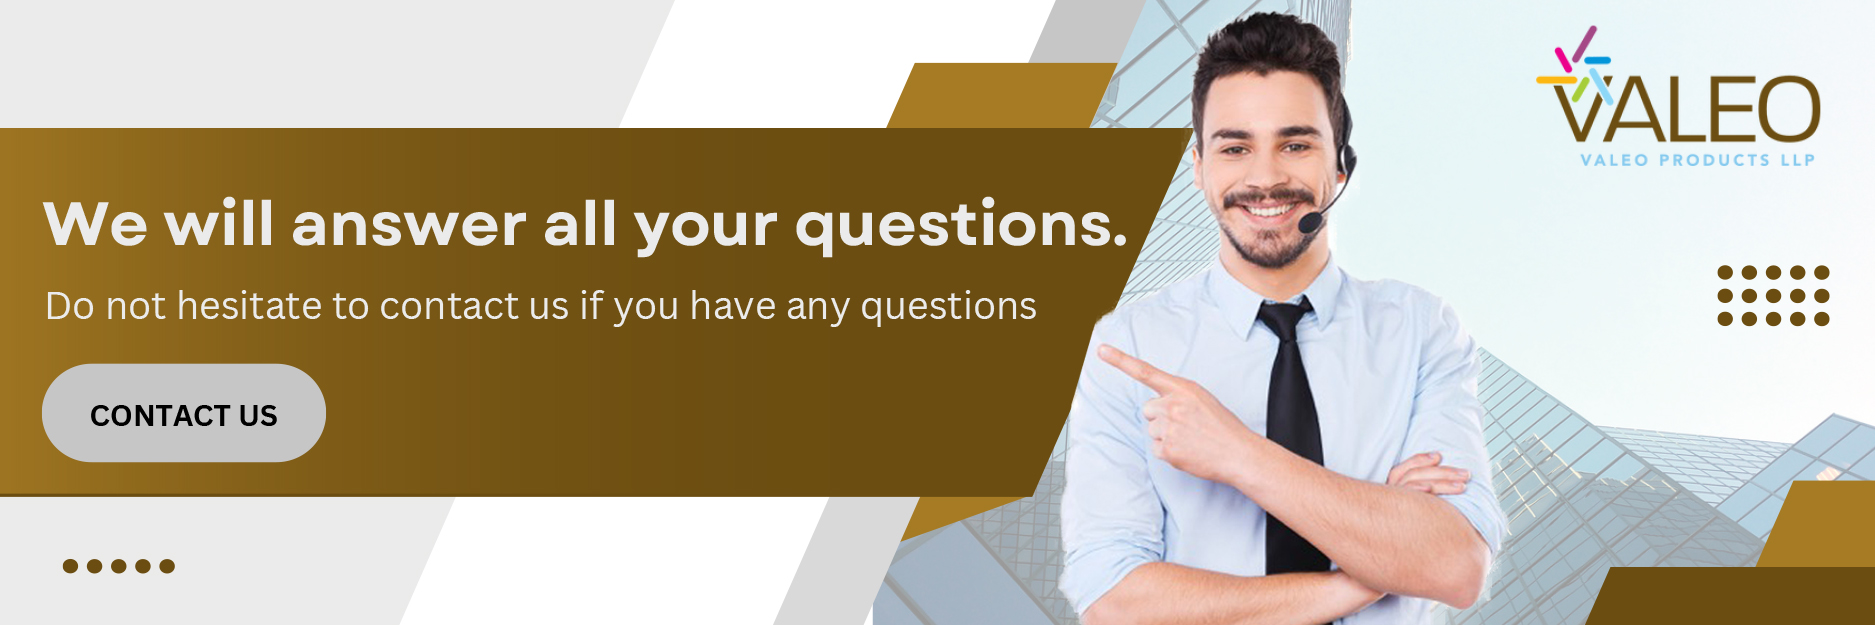 We will answer all your questions.
Do not hesitate to contact us if you have any questions
CONTACT US
VALEO
VALEO PRODUCTS LLP